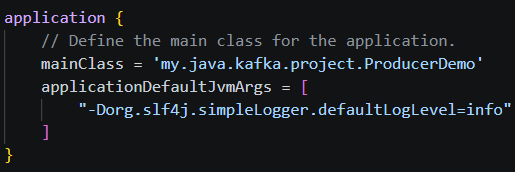 application {
    // Define the main class for the application.
    mainClass = 'my.java.kafka.project.ProducerDemo'
    applicationDefaultJvmArgs = [
        "-Dorg.slf4j.simpleLogger.defaultLogLevel=info"
    ]
}